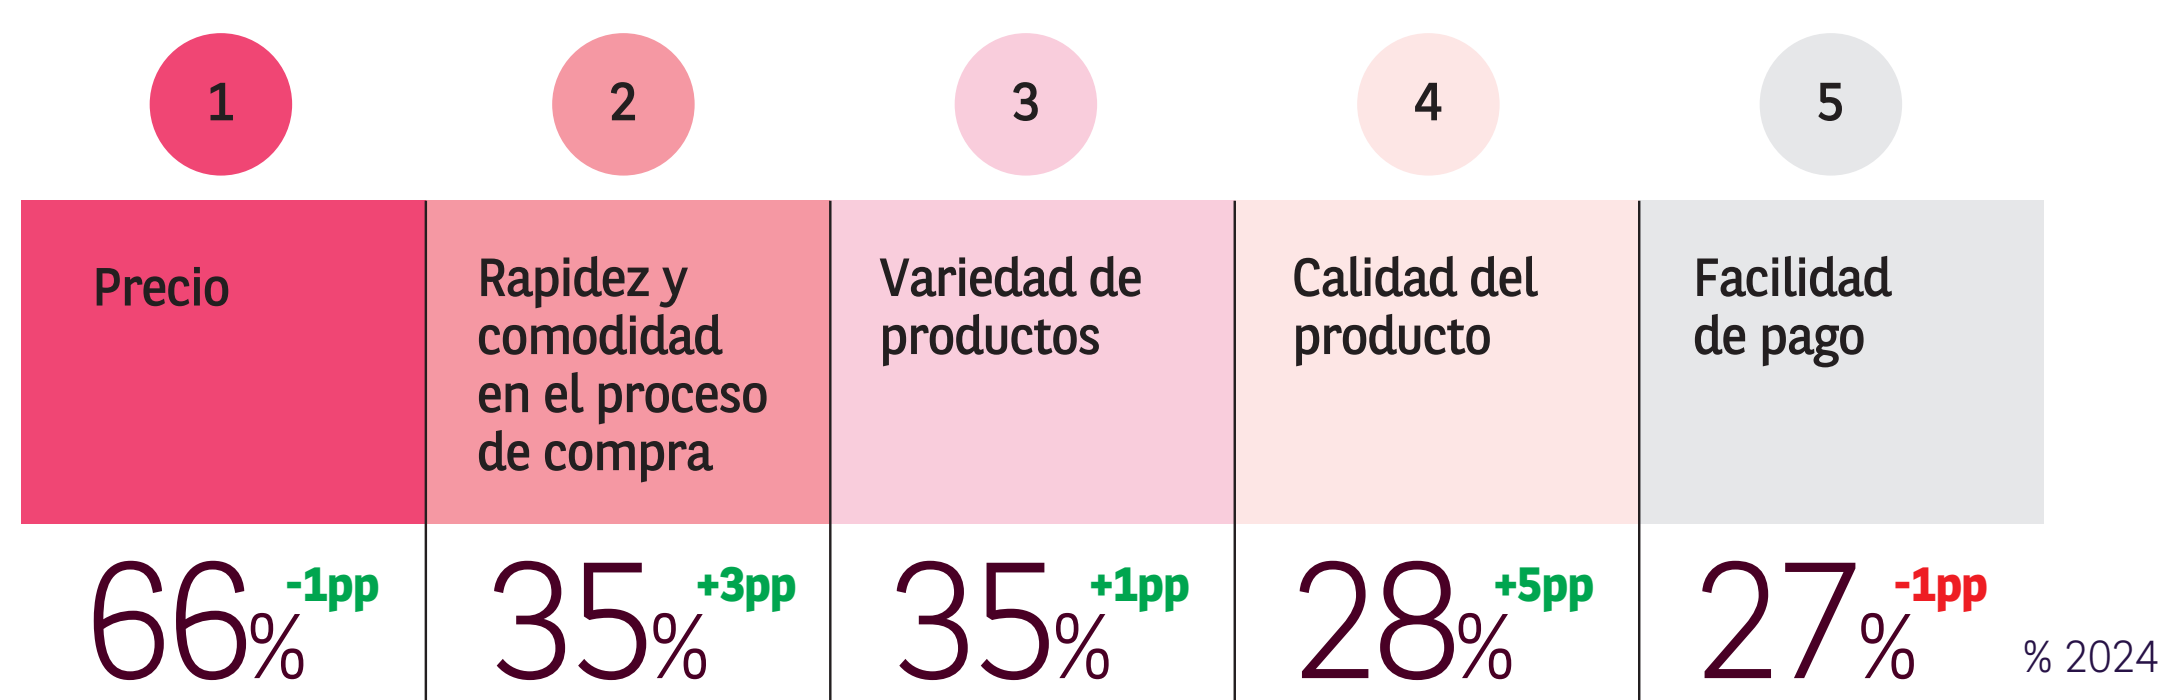 1
2
3
4
5
Precio
Rapidez y
comodidad
en el proceso
de compra
Variedad de
productos
Calidad del
producto
Facilidad
de pago
66% -1pp
35% +3pp
35% +1pp
28% +5pp
27% -1pp
% 2024